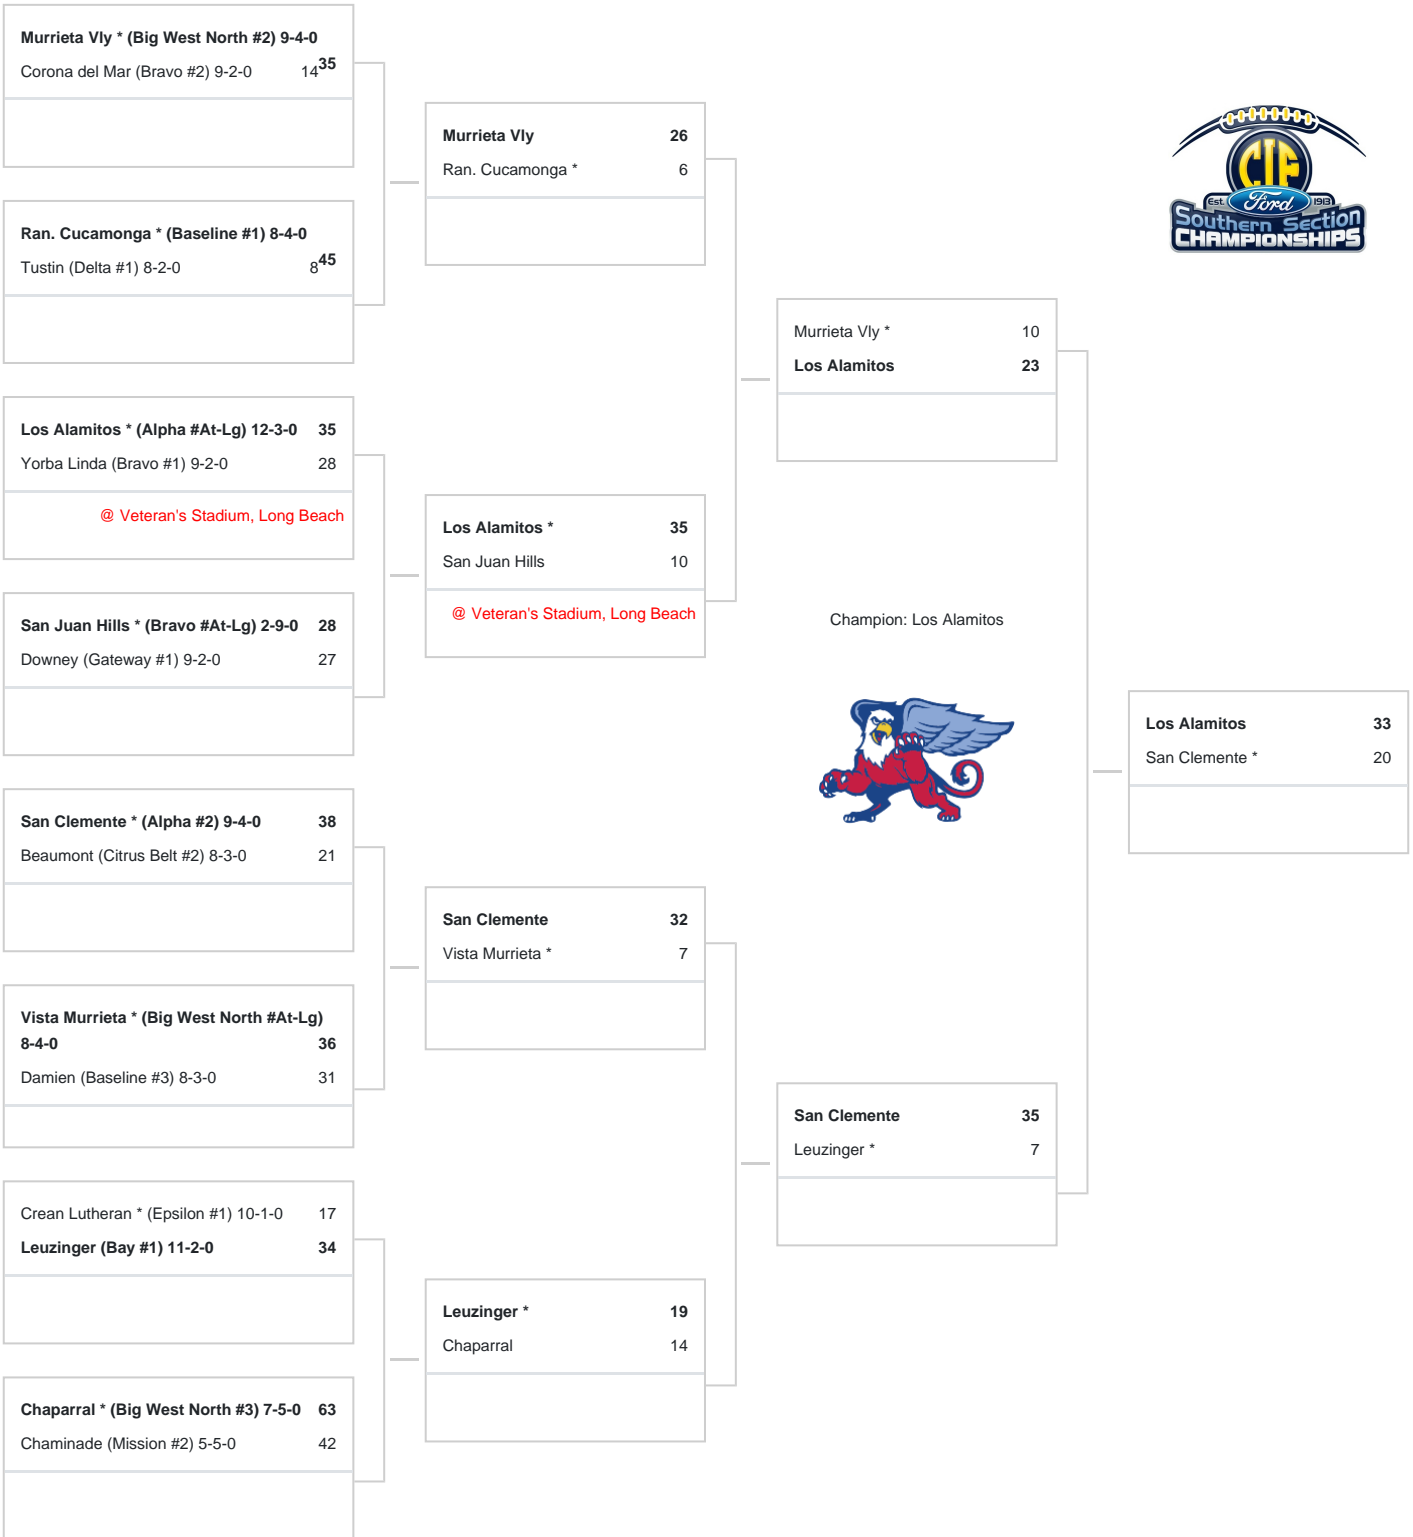 Murrieta Vly * (Big West North #2) 9-4-0 35
Corona del Mar (Bravo #2) 9-2-0 14
Ran. Cucamonga * (Baseline #1) 8-4-0 45
Tustin (Delta #1) 8-2-0 8
Los Alamitos * (Alpha #At-Lg) 12-3-0 35
Yorba Linda (Bravo #1) 9-2-0 28
@ Veteran's Stadium, Long Beach
San Juan Hills * (Bravo #At-Lg) 2-9-0 28
Downey (Gateway #1) 9-2-0 27
San Clemente * (Alpha #2) 9-4-0 38
Beaumont (Citrus Belt #2) 8-3-0 21
Vista Murrieta * (Big West North #At-Lg)
8-4-0 36
Damien (Baseline #3) 8-3-0 31
Crean Lutheran * (Epsilon #1) 10-1-0 17
Leuzinger (Bay #1) 11-2-0 34
Chaparral * (Big West North #3) 7-5-0 63
Chaminade (Mission #2) 5-5-0 42
Murrieta Vly 26
Ran. Cucamonga * 6
Los Alamitos * 35
San Juan Hills 10
@ Veteran's Stadium, Long Beach
San Clemente 32
Vista Murrieta * 7
Leuzinger * 19
Chaparral 14
Murrieta Vly * 10
Los Alamitos 23
Champion: Los Alamitos
San Clemente 35
Leuzinger * 7
CIF
Est. Ford 1913
Southern Section
CHAMPIONSHIPS
Los Alamitos 33
San Clemente * 20